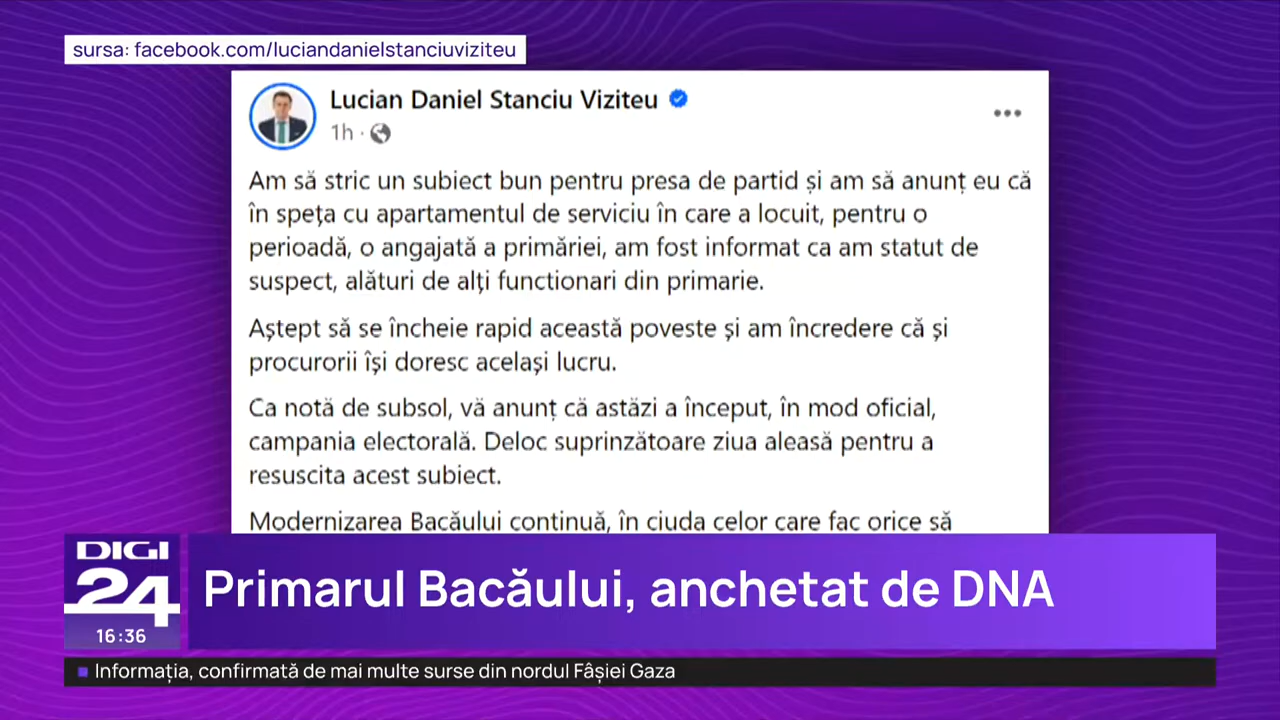 sursa: facebook.com/luciandanielstanciuviziteu
Lucian Daniel Stanciu Viziteu
1h ·
Am să stric un subiect bun pentru presa de partid și am să anunț eu că
în speța cu apartamentul de serviciu în care a locuit, pentru o
perioadă, o angajată a primăriei, am fost informat ca am statut de
suspect, alături de alți functionari din primarie.
Aștept să se încheie rapid această poveste și am încredere că și
procurorii își doresc același lucru.
Ca notă de subsol, vă anunț că astăzi a început, în mod oficial,
campania electorală. Deloc suprinzătoare ziua aleasă pentru a
resuscita acest subiect.
Modernizarea Bacăului continuă, în ciuda celor care fac orice să
DIGI
24
16:36
Primarul Bacăului, anchetat de DNA
Informația, confirmată de mai multe surse din nordul Fâșiei Gaza